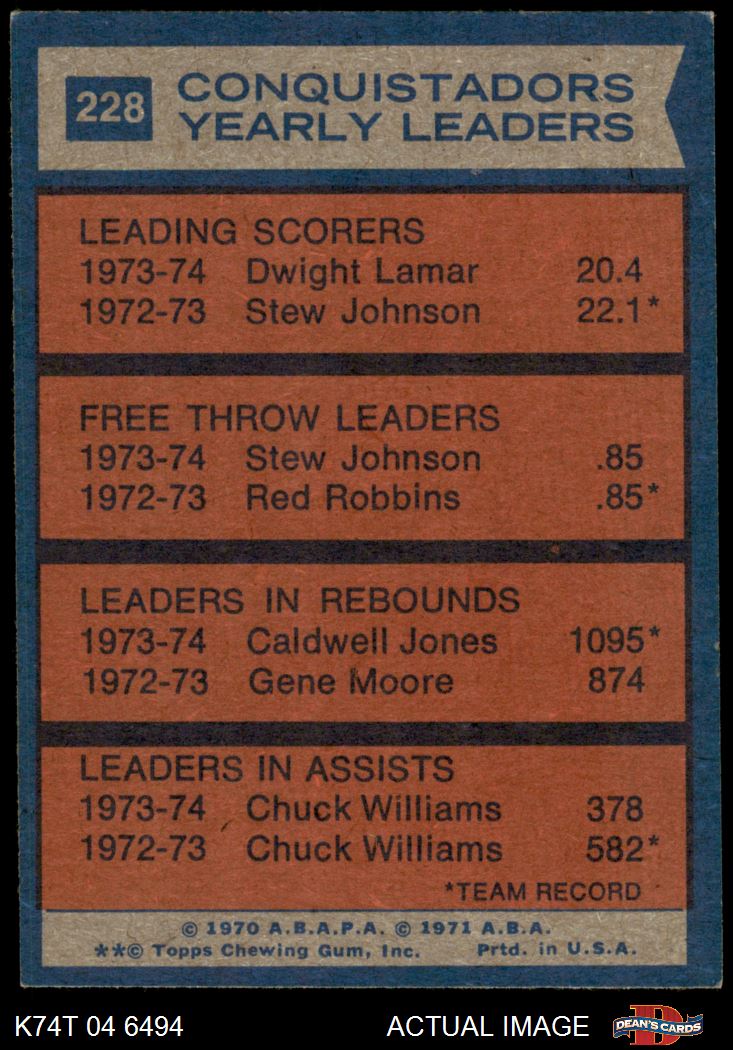 228
CONQUISTADORS
YEARLY LEADERS
LEADING SCORERS
1973-74 Dwight Lamar 20.4
1972-73 Stew Johnson 22.1*
FREE THROW LEADERS
1973-74 Stew Johnson .85
1972-73 Red Robbins .85*
LEADERS IN REBOUNDS
1973-74 Caldwell Jones 1095*
1972-73 Gene Moore 874
LEADERS IN ASSISTS
1973-74 Chuck Williams 378
1972-73 Chuck Williams 582*
*TEAM RECORD
© 1970 A.B.A.P.A. © 1971 A.B.A.
**© Topps Chewing Gum, Inc. Prtd. in U.S.A.
K74T 04 6494 ACTUAL IMAGE D DEAN'S CARDS